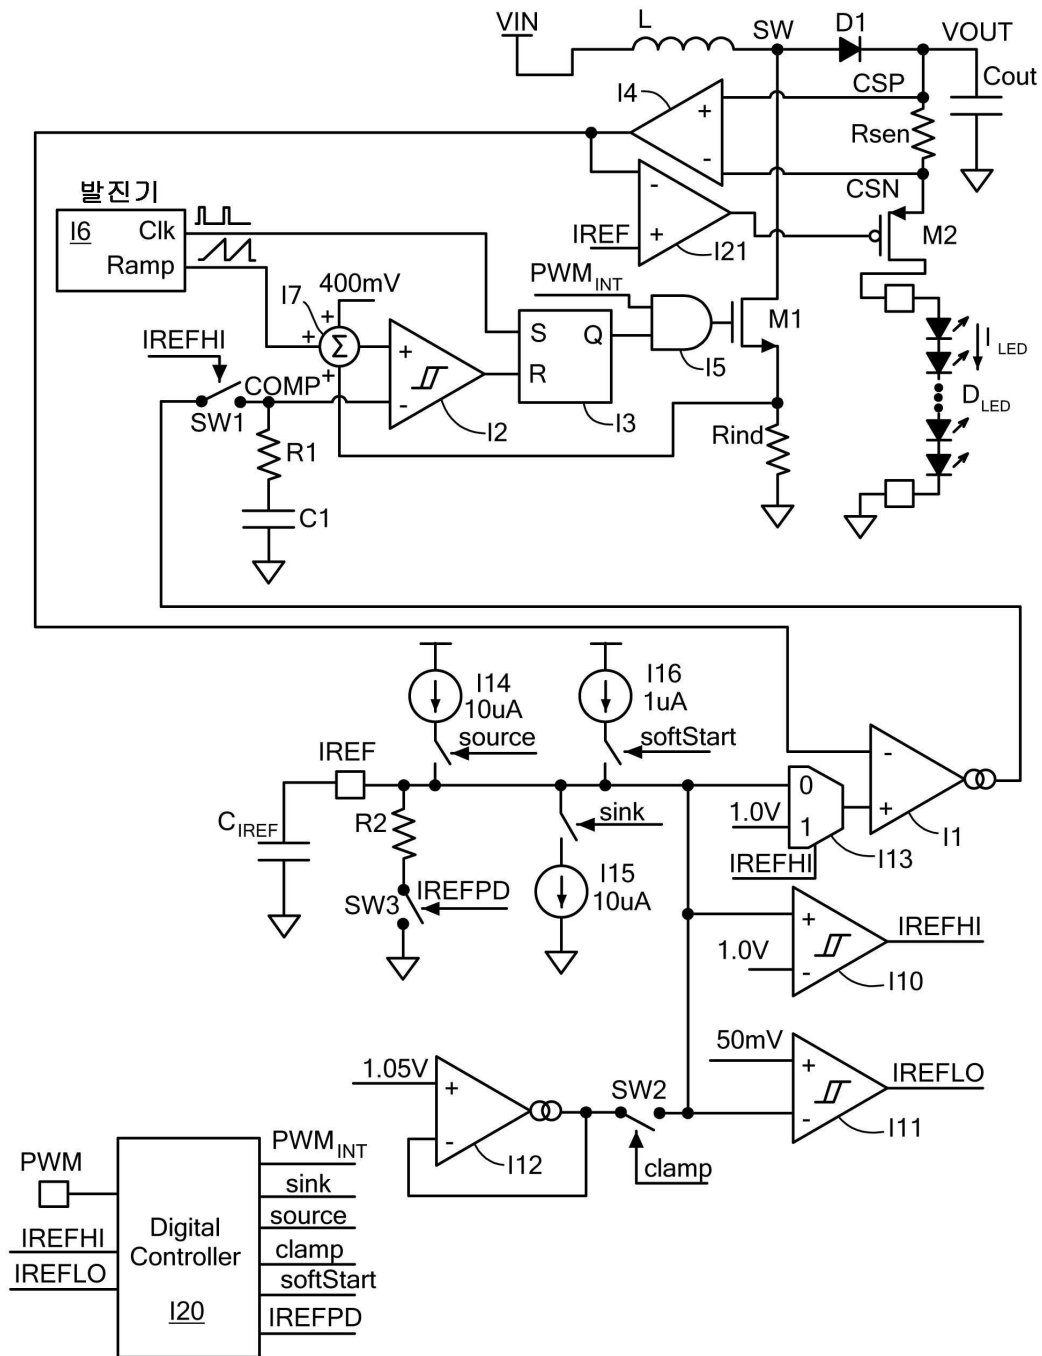 VIN
L
SW
D1
VOUT
I4
CSP
Cout
+
Rsen
-
CSN
발진기
I6
Clk
Ramp
-
IREF
+
I21
M2
400mV
PWM INT
I7
+
+
Σ
+
+
-
I2
S
Q
R
I3
I5
M1
I LED
D LED
IREFHI
COMP
SW1
R1
C1
Rind
I14
10uA
source
I16
1uA
softStart
IREF
C IREF
R2
sink
0
1.0V
1
-
+
I1
I13
IREFHI
SW3
IREFPD
I15
10uA
+
IREFHI
1.0V
-
I10
50mV
+
IREFLO
-
I11
1.05V
+
-
I12
SW2
clamp
PWM
PWM INT
sink
source
Digital
Controller
clamp
IREFHI
IREFLO
softStart
I20
IREFPD